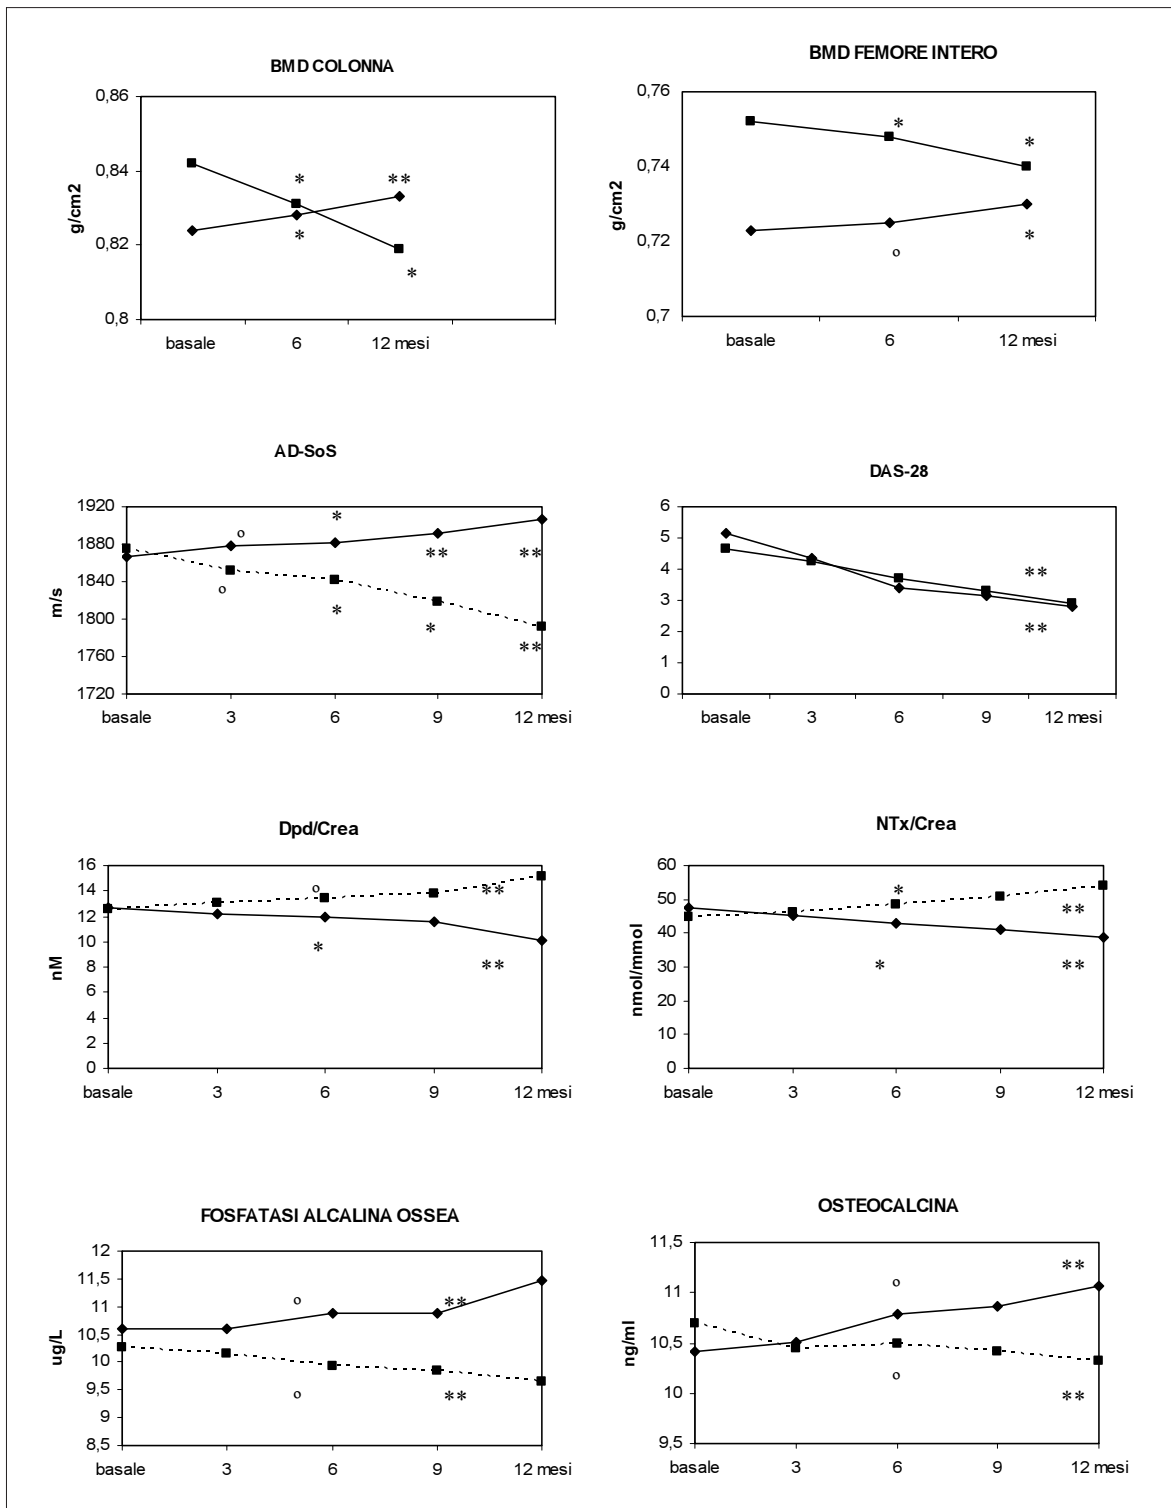 BMD COLONNA
0,86
0,84
0,82
0,8
g/cm2
* **
* *
basale 6 12 mesi
BMD FEMORE INTERO
0,76
0,74
0,72
0,7
g/cm2
* *
o *
basale 6 12 mesi
AD-SoS
1920
1880
1840
1800
1760
1720
m/s
o * ** **
o * * **
basale 3 6 9 12 mesi
DAS-28
6
5
4
3
2
1
0
**
**
basale 3 6 9 12 mesi
Dpd/Crea
16
14
12
10
8
6
4
2
0
nM
o **
* **
basale 3 6 9 12 mesi
NTx/Crea
60
50
40
30
20
10
0
nmol/mmol
* **
* **
basale 3 6 9 12 mesi
FOSFATASI ALCALINA OSSEA
12
11,5
11
10,5
10
9,5
9
8,5
ug/L
o **
o **
basale 3 6 9 12 mesi
OSTEOCALCINA
11,5
11
10,5
10
9,5
ng/ml
o **
o **
basale 3 6 9 12 mesi